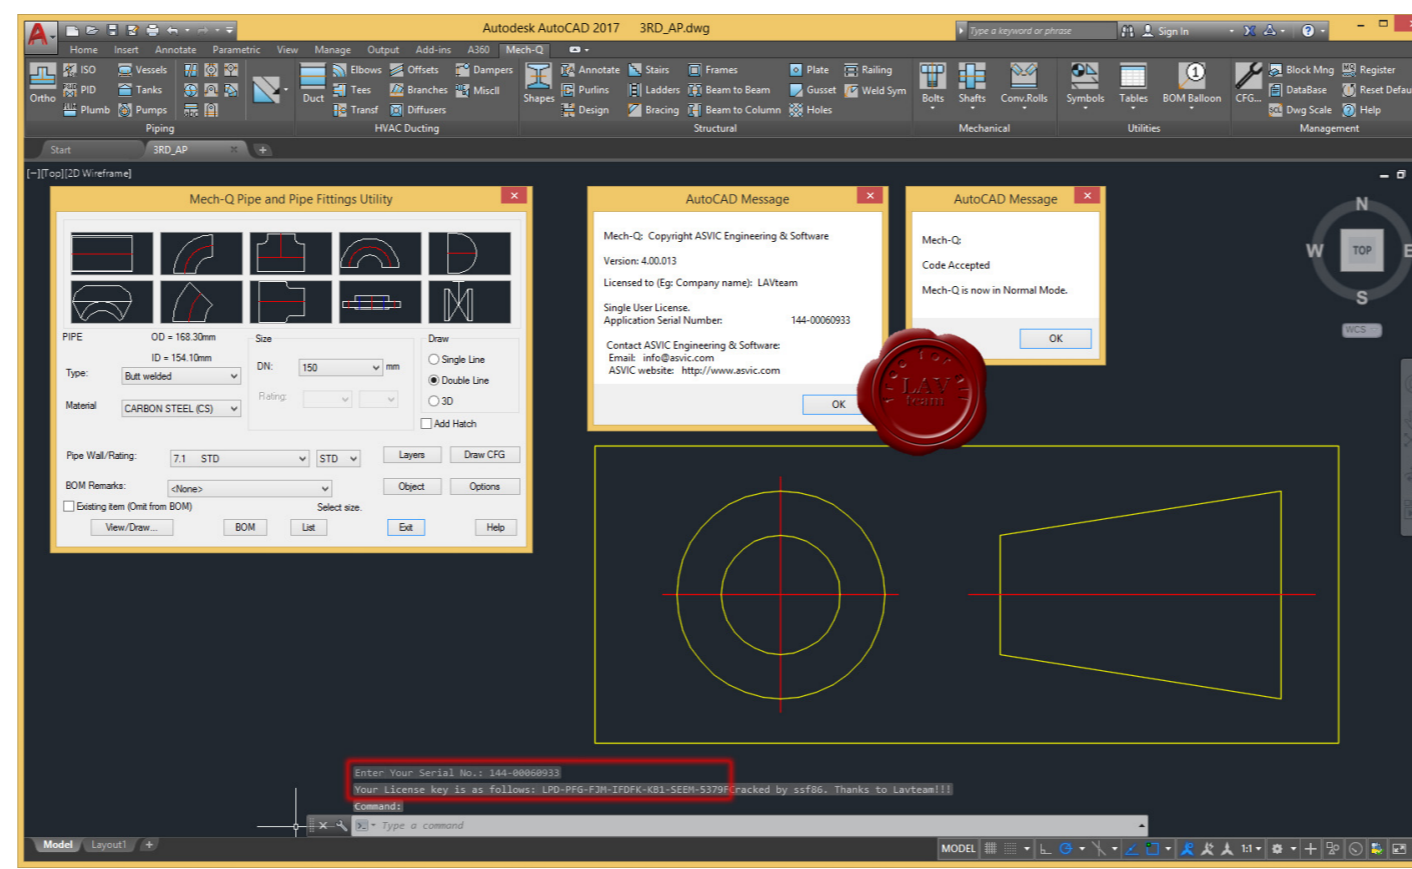 Autodesk AutoCAD 2017 3RD_AP.dwg
Type a keyword or phrase
Sign In
Home Insert Annotate Parametric View Manage Output Add-ins A360 Mech-Q
ISO Vessels Elbows Offsets Dampers Annotate Stairs Frames Plate Railing Block Mng Register
Ortho PID Tanks Duct Tees Branches Miscll Shapes Purlins Ladders Beam to Beam Gusset Weld Sym Bolts Shafts Conv.Rolls Symbols Tables BOM Balloon CFG... DataBase Reset Defau
Plumb Pumps Transf Diffusers Design Bracing Beam to Column Holes Dwg Scale Help
Piping HVAC Ducting Structural Mechanical Utilities Management
Start 3RD_AP
[−][Top][2D Wireframe]
Mech-Q Pipe and Pipe Fittings Utility
PIPE OD = 168.30mm
ID = 154.10mm
Type: Butt welded
Material CARBON STEEL (CS)
Size
DN: 150 mm
Rating:
Draw
Single Line
Double Line
3D
Add Hatch
Pipe Wall/Rating: 7.1 STD STD Layers Draw CFG
BOM Remarks: <None> Object Options
Existing item (Omit from BOM) Select size.
View/Draw... BOM List Exit Help
AutoCAD Message
Mech-Q: Copyright ASVIC Engineering & Software
Version: 4.00.013
Licensed to (Eg: Company name): LAVteam
Single User License.
Application Serial Number: 144-00060933
Contact ASVIC Engineering & Software:
Email: info@asvic.com
ASVIC website: http://www.asvic.com
OK
AutoCAD Message
Mech-Q:
Code Accepted
Mech-Q is now in Normal Mode.
OK
LAV
team
N
W TOP E
S
WCS
Enter Your Serial No.: 144-00060933
Your License key is as follows: LPD-PFG-FJM-IFDFK-KB1-SEEM-5379FCracked by ssf86. Thanks to Lavteam!!!
Command:
Type a command
Model Layout1 +
MODEL 1:1